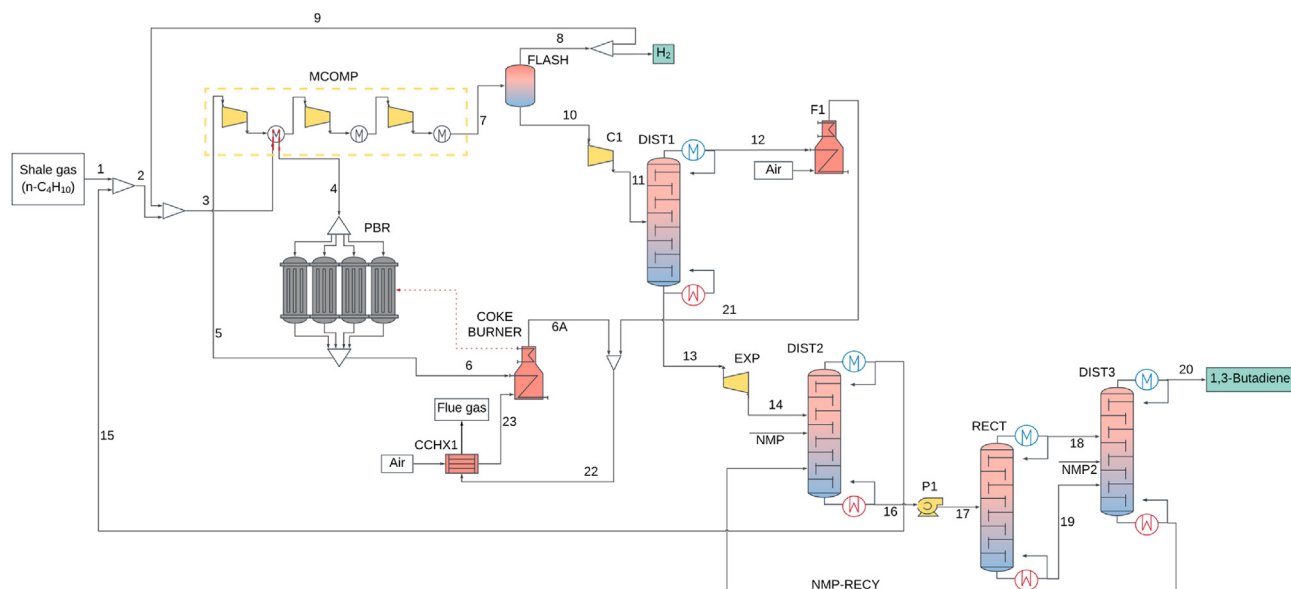 9
8
H₂
FLASH
MCOMP
7
10
C1
DIST1
12
F1
Air
11
Shale gas
(n-C₄H₁₀)
1
2
3
4
PBR
5
COKE
BURNER
6A
21
6
13
EXP
DIST2
14
NMP
DIST3
20
1,3-Butadiene
RECT
18
NMP2
Flue gas
23
CCHX1
Air
22
15
16
P1
17
19
NMP-RECY
M
M
M
M
M
M
M
M
M
M
M